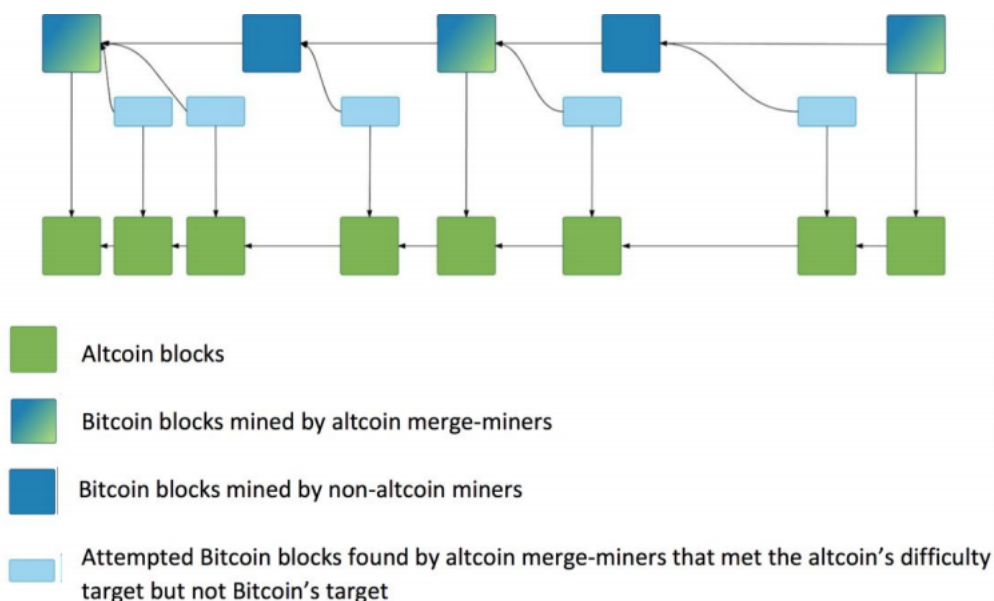 Altcoin blocks
Bitcoin blocks mined by altcoin merge-miners
Bitcoin blocks mined by non-altcoin miners
Attempted Bitcoin blocks found by altcoin merge-miners that met the altcoin’s difficulty
target but not Bitcoin’s target